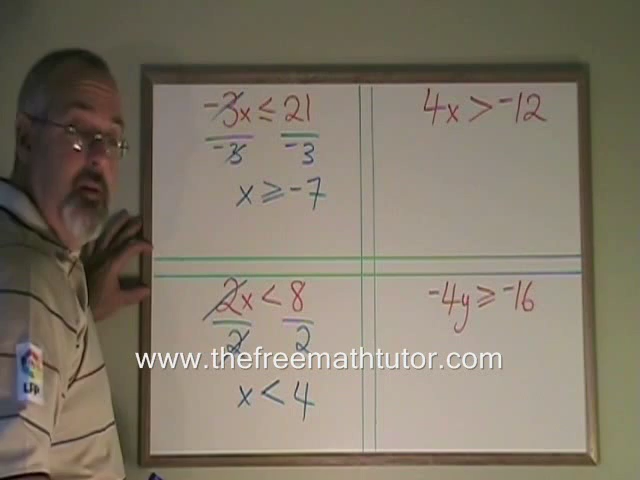 -3x ≤ 21
-3 -3
x ≥ -7
4x > -12
2x < 8
2 2
x < 4
-4y ≥ -16
www.thefreemathtutor.com
LFP